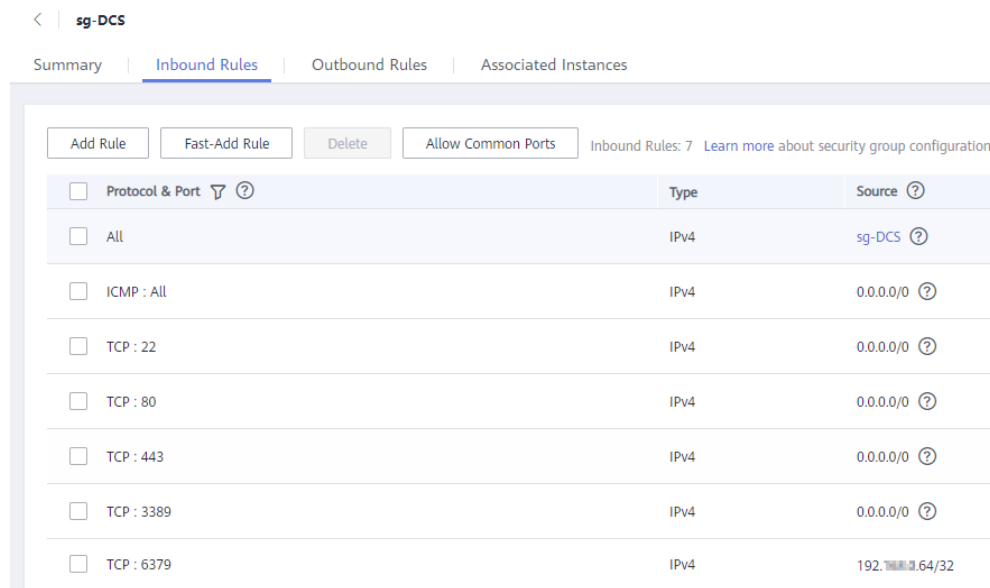 sg-DCS
Summary Inbound Rules Outbound Rules Associated Instances
Add Rule Fast-Add Rule Delete Allow Common Ports Inbound Rules: 7 Learn more about security group configuration
Protocol & Port Type Source
All IPv4 sg-DCS
ICMP : All IPv4 0.0.0.0/0
TCP : 22 IPv4 0.0.0.0/0
TCP : 80 IPv4 0.0.0.0/0
TCP : 443 IPv4 0.0.0.0/0
TCP : 3389 IPv4 0.0.0.0/0
TCP : 6379 IPv4 192. .64/32